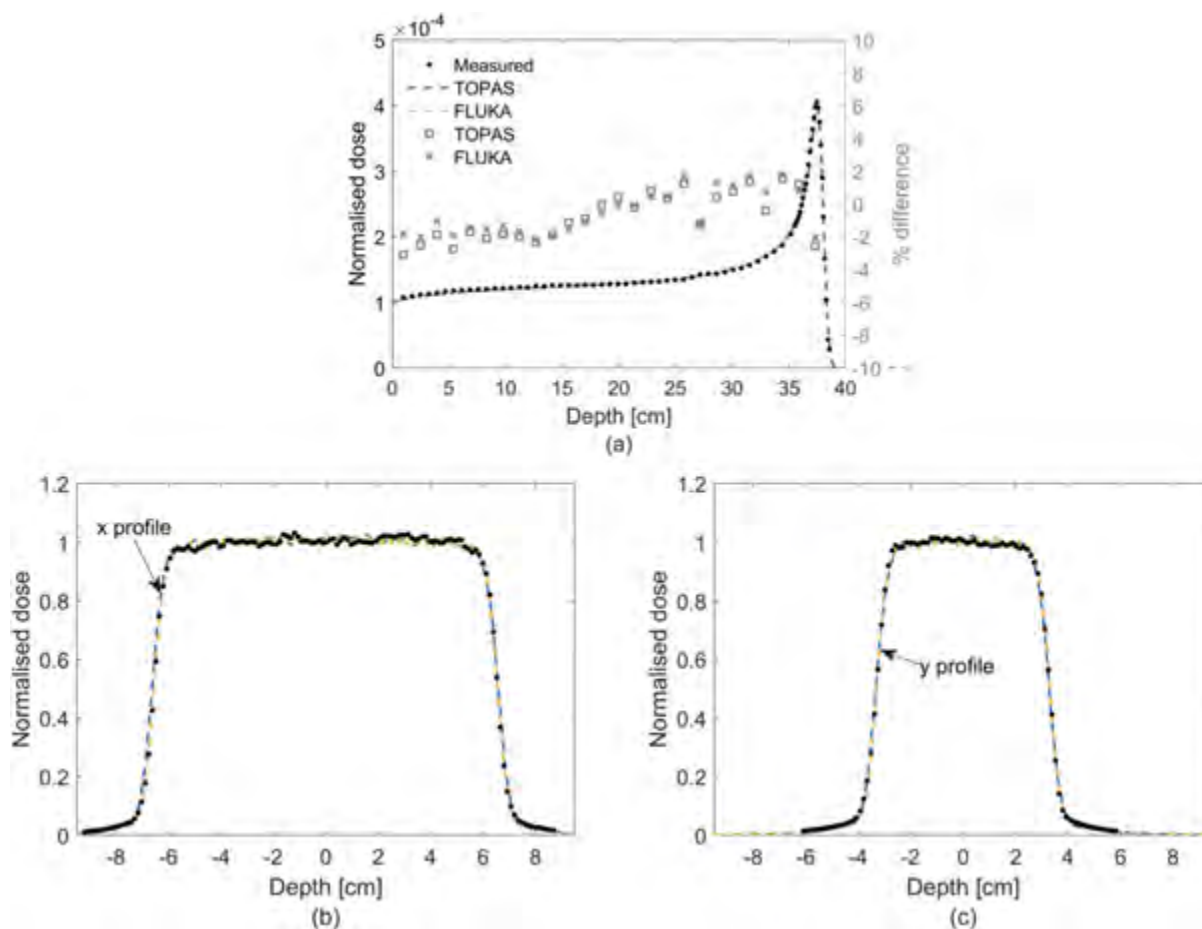 ×10⁻⁴
5
4
3
2
1
0
Normalised dose
Measured
TOPAS
FLUKA
TOPAS
FLUKA
10
8
6
4
2
0
-2
-4
-6
-8
-10
% difference
0 5 10 15 20 25 30 35 40
Depth [cm]
(a)
1.2
1
0.8
0.6
0.4
0.2
0
Normalised dose
x profile
-8 -6 -4 -2 0 2 4 6 8
Depth [cm]
(b)
1.2
1
0.8
0.6
0.4
0.2
0
Normalised dose
y profile
-8 -6 -4 -2 0 2 4 6 8
Depth [cm]
(c)